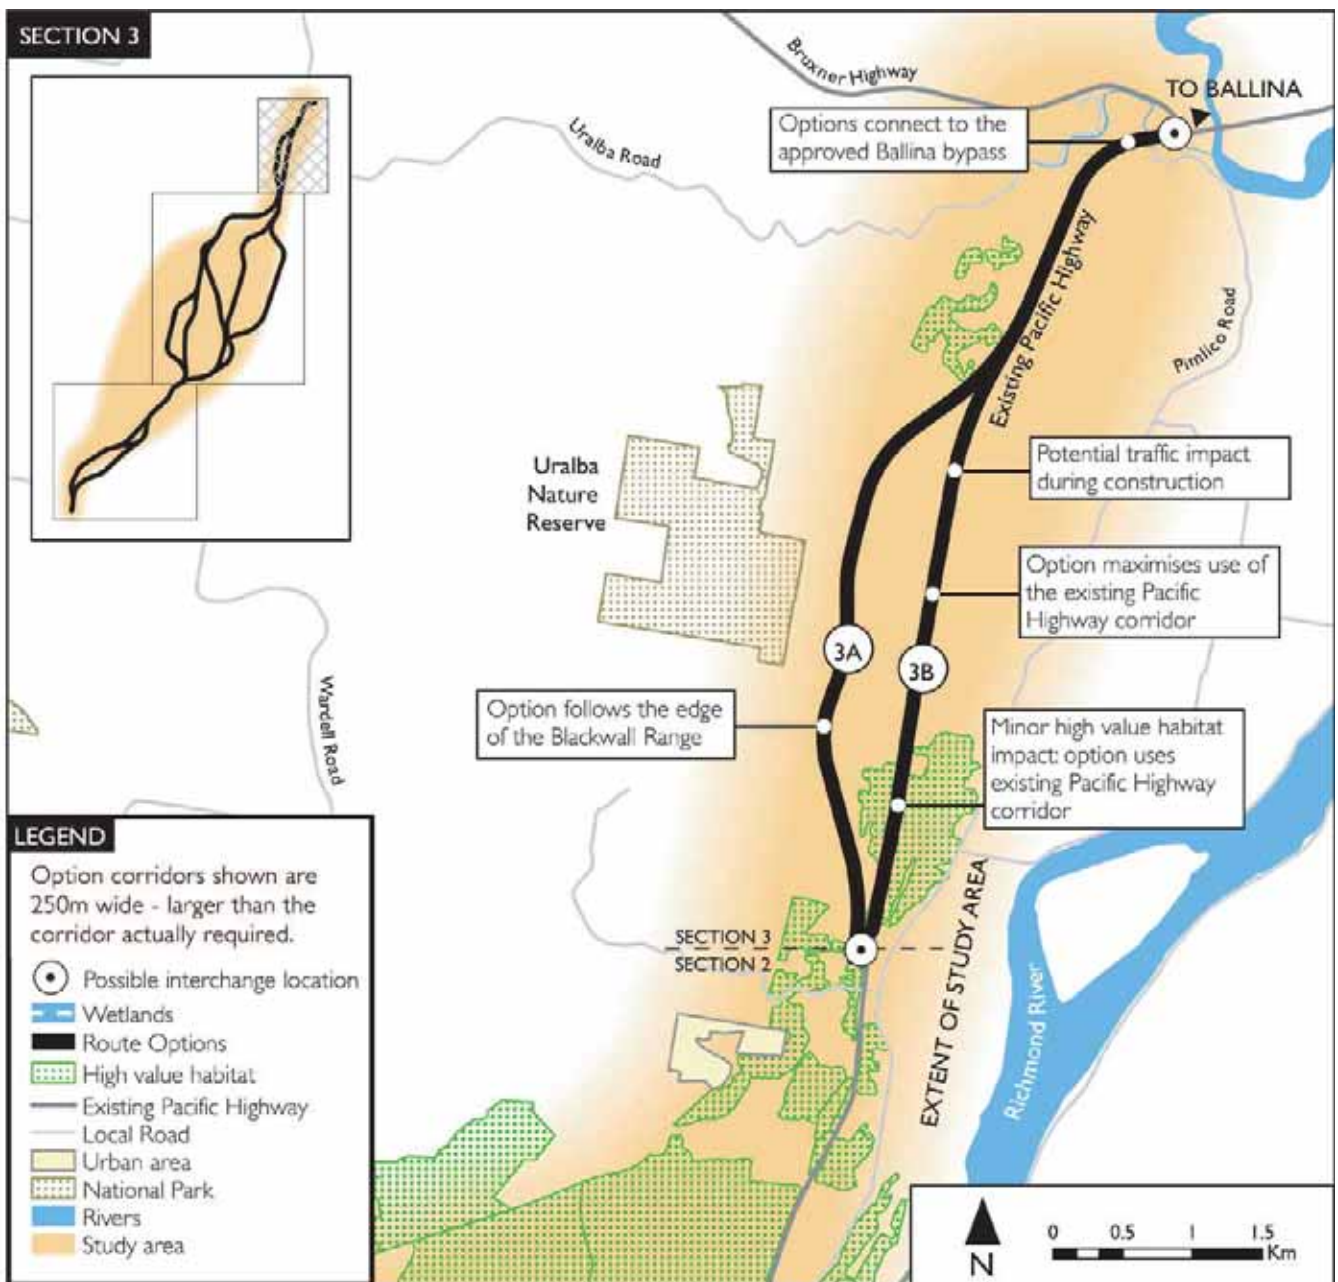 SECTION 3
Bruxner Highway
TO BALLINA
Options connect to the
approved Ballina bypass
Uralba Road
Existing Pacific Highway
Pimlico Road
Uralba
Nature
Reserve
Potential traffic impact
during construction
Option maximises use of
the existing Pacific
Highway corridor
3A
3B
Wardell Road
Option follows the edge
of the Blackwall Range
Minor high value habitat
impact: option uses
existing Pacific Highway
corridor
SECTION 3
SECTION 2
EXTENT OF STUDY AREA
Richmond River
LEGEND
Option corridors shown are
250m wide - larger than the
corridor actually required.
Possible interchange location
Wetlands
Route Options
High value habitat
Existing Pacific Highway
Local Road
Urban area
National Park
Rivers
Study area
N
0 0.5 1 1.5
Km